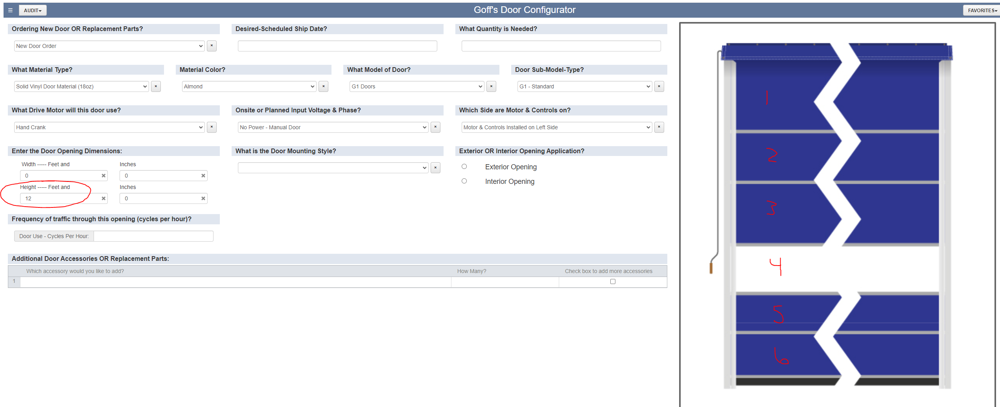 ☰ AUDIT Goff's Door Configurator FAVORITES
Ordering New Door OR Replacement Parts? Desired-Scheduled Ship Date? What Quantity is Needed?
New Door Order ×
What Material Type? Material Color? What Model of Door? Door Sub-Model-Type?
Solid Vinyl Door Material (18oz) × Almond × G1 Doors × G1 - Standard ×
What Drive Motor will this door use? Onsite or Planned Input Voltage & Phase? Which Side are Motor & Controls on?
Hand Crank × No Power - Manual Door × Motor & Controls Installed on Left Side ×
Enter the Door Opening Dimensions: What is the Door Mounting Style? Exterior OR Interior Opening Application?
Width ----- Feet and Inches
0 0 × Exterior Opening
Height ----- Feet and Inches Interior Opening
12 0
Frequency of traffic through this opening (cycles per hour)?
Door Use - Cycles Per Hour:
Additional Door Accessories OR Replacement Parts:
Which accessory would you like to add? How Many? Check box to add more accessories
1
1
2
3
4
5
6